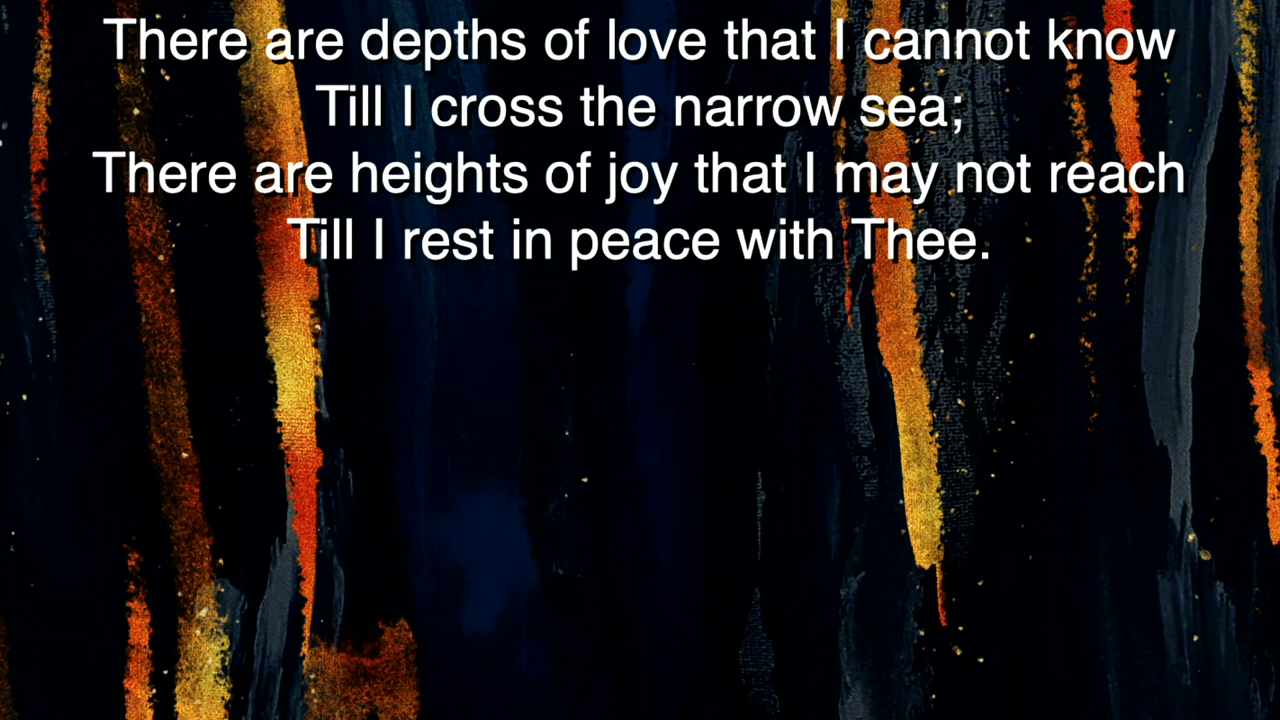 There are depths of love that I cannot know
Till I cross the narrow sea;
There are heights of joy that I may not reach
Till I rest in peace with Thee.